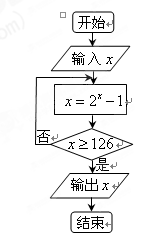 开始
输入 x
x = 2^x − 1
否
x ≥ 126
是
输出 x
结束